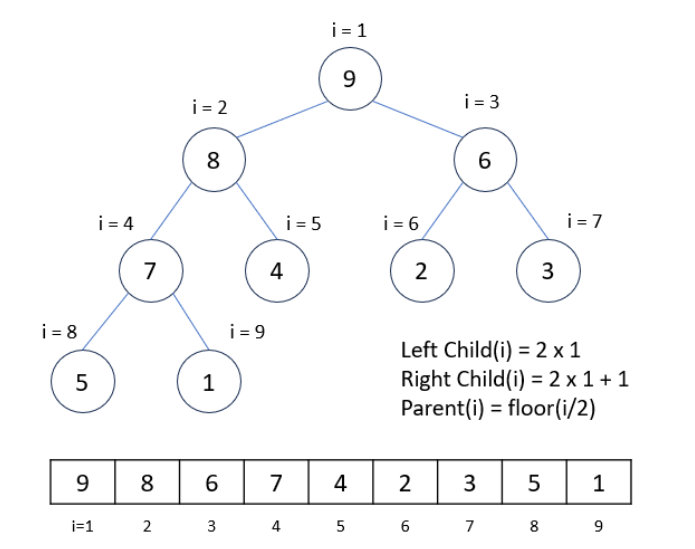 i = 1
9
i = 2
i = 3
8
6
i = 4
i = 5
i = 6
i = 7
7
4
2
3
i = 8
i = 9
5
1
Left Child(i) = 2 x 1
Right Child(i) = 2 x 1 + 1
Parent(i) = floor(i/2)
9 8 6 7 4 2 3 5 1
i=1 2 3 4 5 6 7 8 9